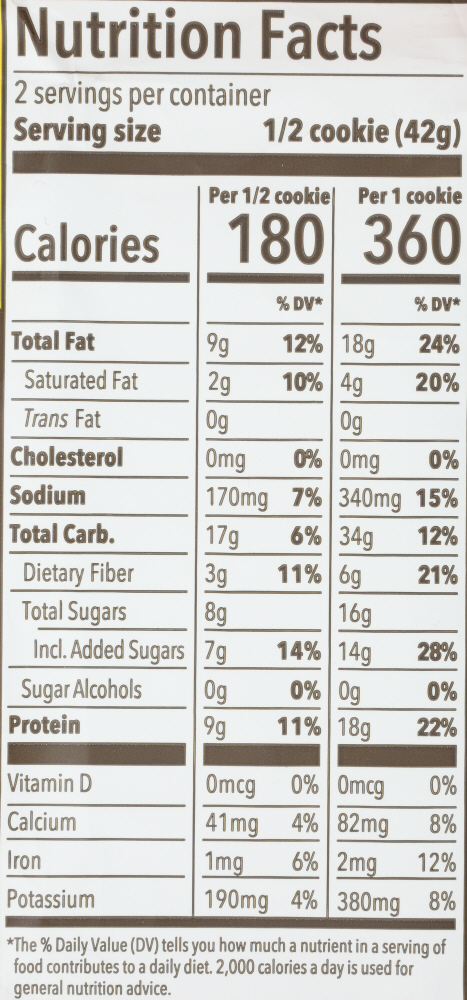 Nutrition Facts
2 servings per container
Serving size 1/2 cookie (42g)
Per 1/2 cookie Per 1 cookie
Calories 180 360
% DV* % DV*
Total Fat 9g 12% 18g 24%
Saturated Fat 2g 10% 4g 20%
Trans Fat 0g 0g
Cholesterol 0mg 0% 0mg 0%
Sodium 170mg 7% 340mg 15%
Total Carb. 17g 6% 34g 12%
Dietary Fiber 3g 11% 6g 21%
Total Sugars 8g 16g
Incl. Added Sugars 7g 14% 14g 28%
Sugar Alcohols 0g 0% 0g 0%
Protein 9g 11% 18g 22%
Vitamin D 0mcg 0% 0mcg 0%
Calcium 41mg 4% 82mg 8%
Iron 1mg 6% 2mg 12%
Potassium 190mg 4% 380mg 8%
*The % Daily Value (DV) tells you how much a nutrient in a serving of
food contributes to a daily diet. 2,000 calories a day is used for
general nutrition advice.